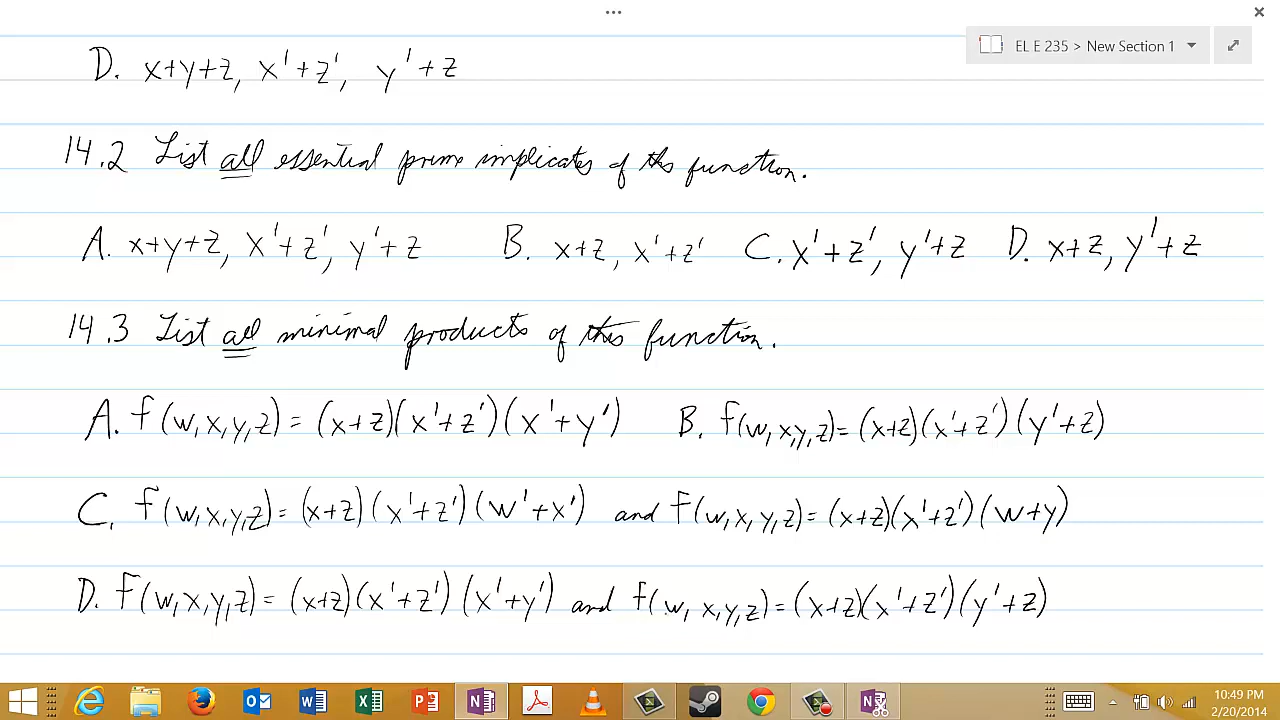 EL E 235 > New Section 1
D. x+y+z, x'+z', y'+z
14.2 List all essential prime implicates of this function.
A. x+y+z, x'+z', y'+z B. x+z, x'+z' C. x'+z', y'+z D. x+z, y'+z
14.3 List all minimal products of this function.
A. f(w,x,y,z)=(x+z)(x'+z')(x'+y') B. f(w,x,y,z)=(x+z)(x'+z')(y'+z)
C. f(w,x,y,z)=(x+z)(x'+z')(w'+x') and f(w,x,y,z)=(x+z)(x'+z')(w+y)
D. f(w,x,y,z)=(x+z)(x'+z')(x'+y') and f(w,x,y,z)=(x+z)(x'+z')(y'+z)
10:49 PM
2/20/2014